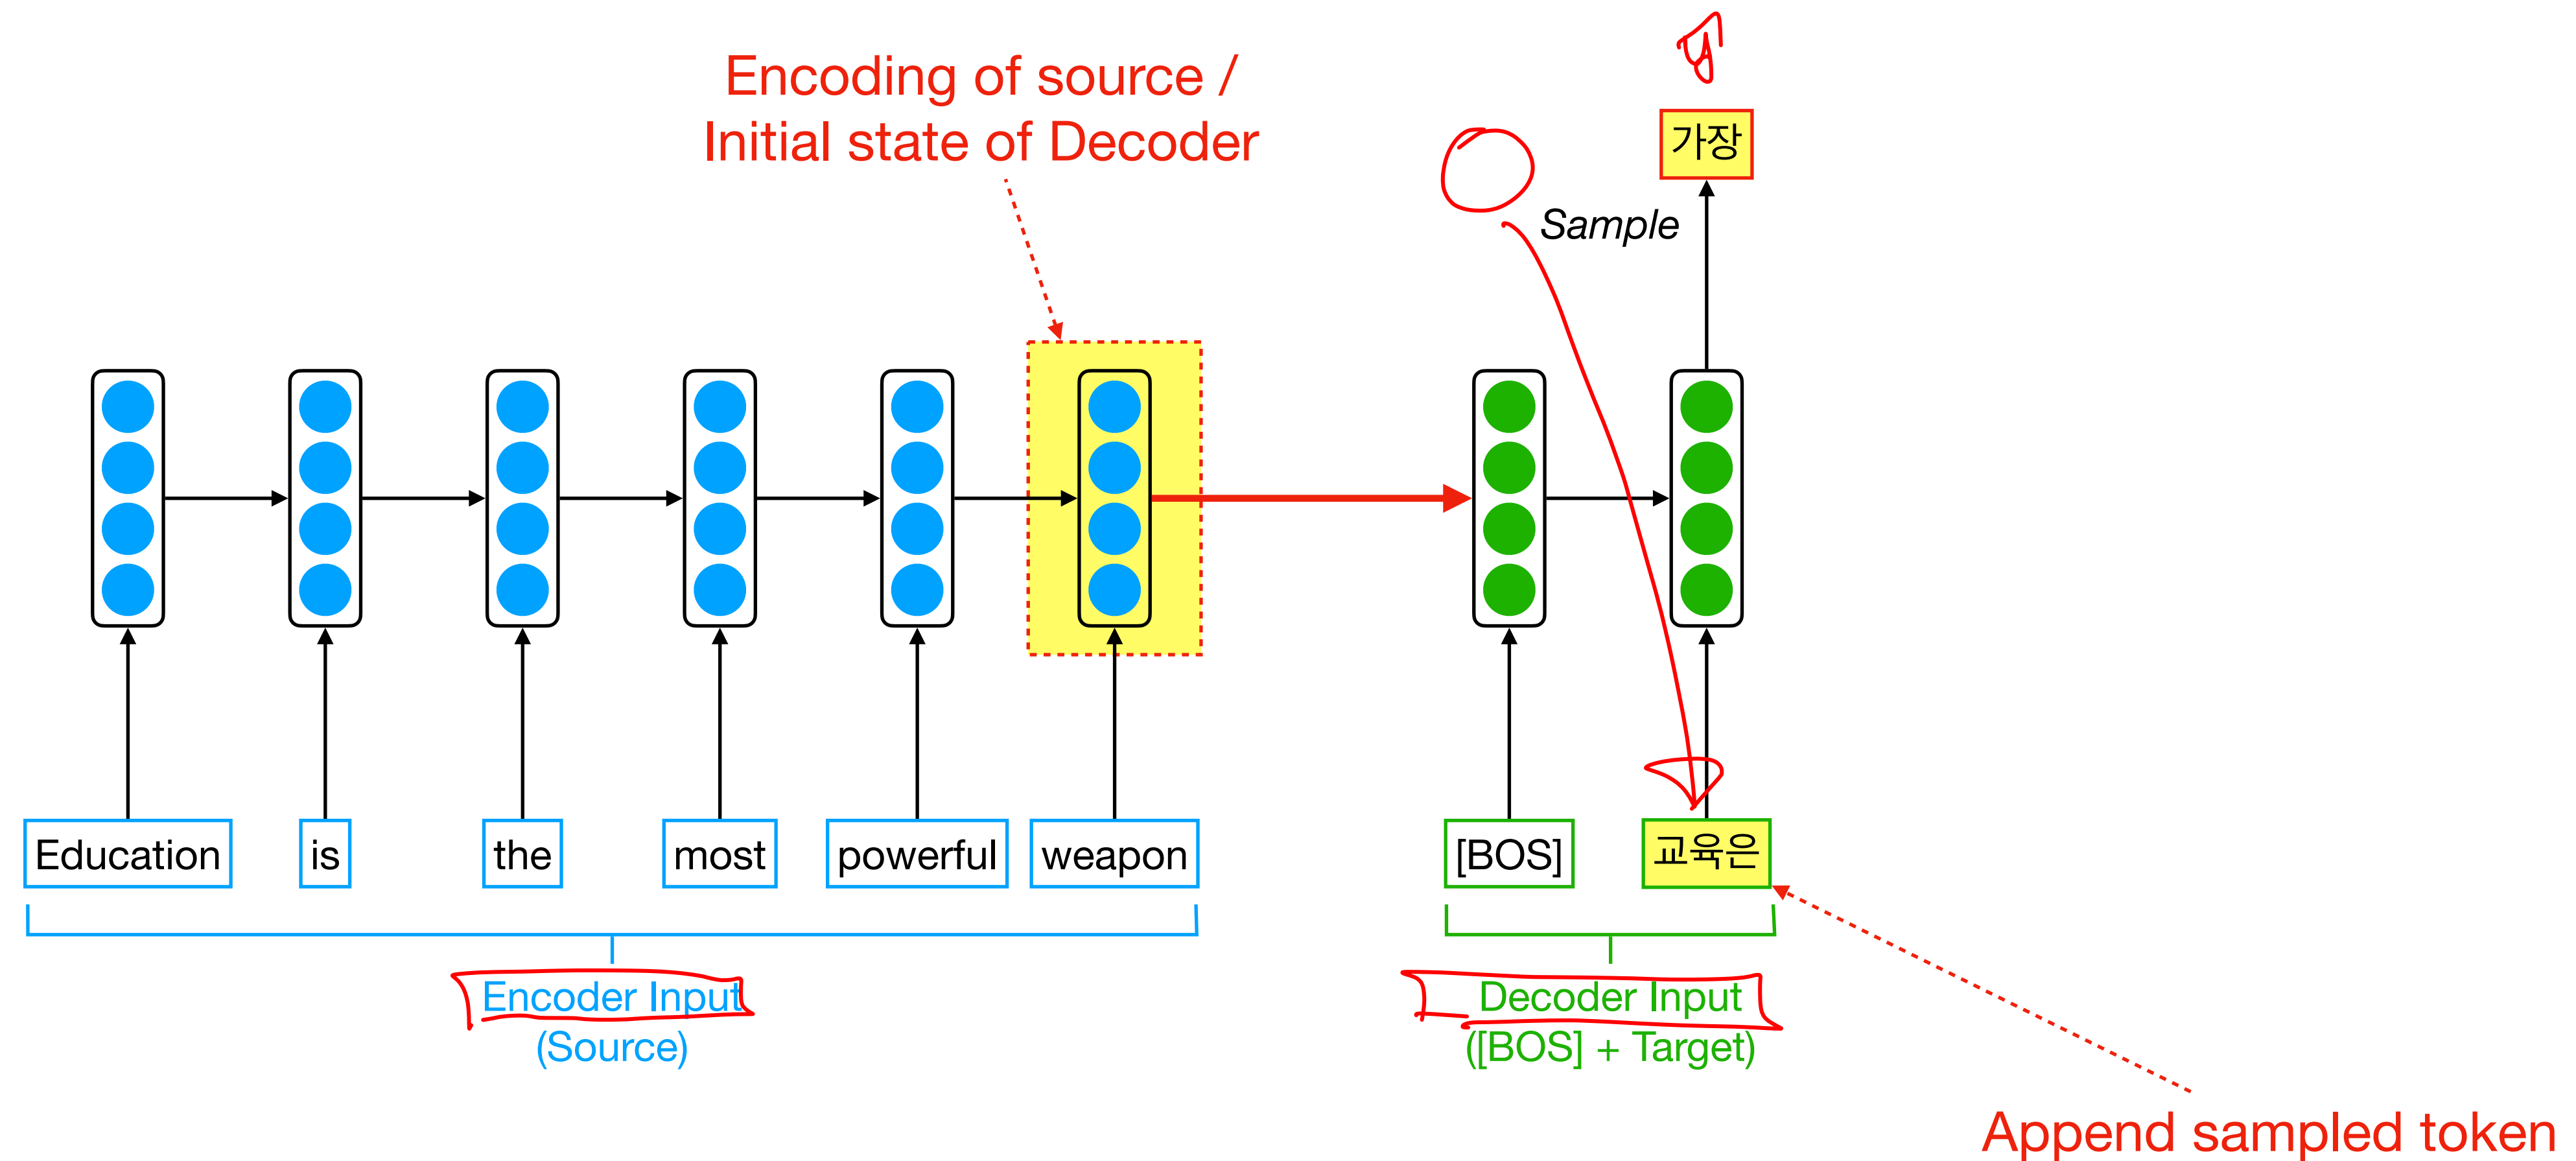 Encoding of source /
Initial state of Decoder
가장
Sample
Education is the most powerful weapon [BOS] 교육은
Encoder Input
(Source)
Decoder Input
([BOS] + Target)
Append sampled token